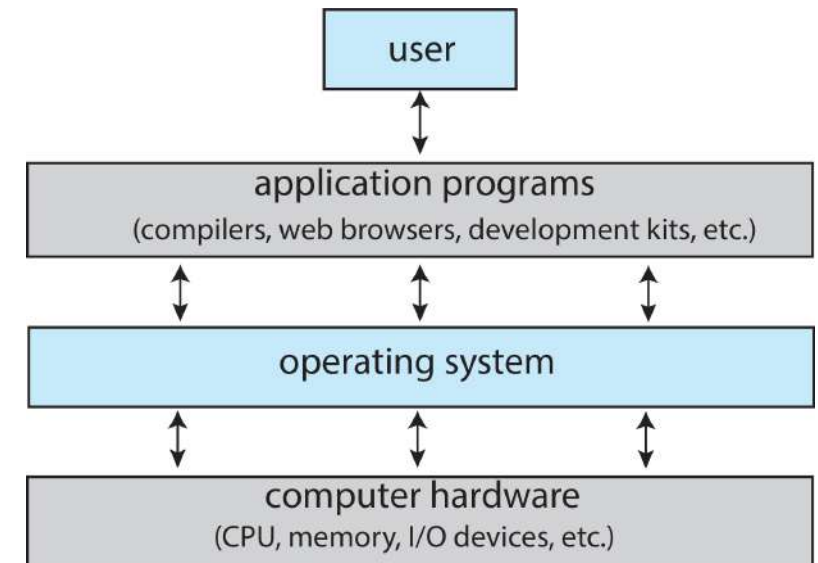 user
application programs
(compilers, web browsers, development kits, etc.)
operating system
computer hardware
(CPU, memory, I/O devices, etc.)